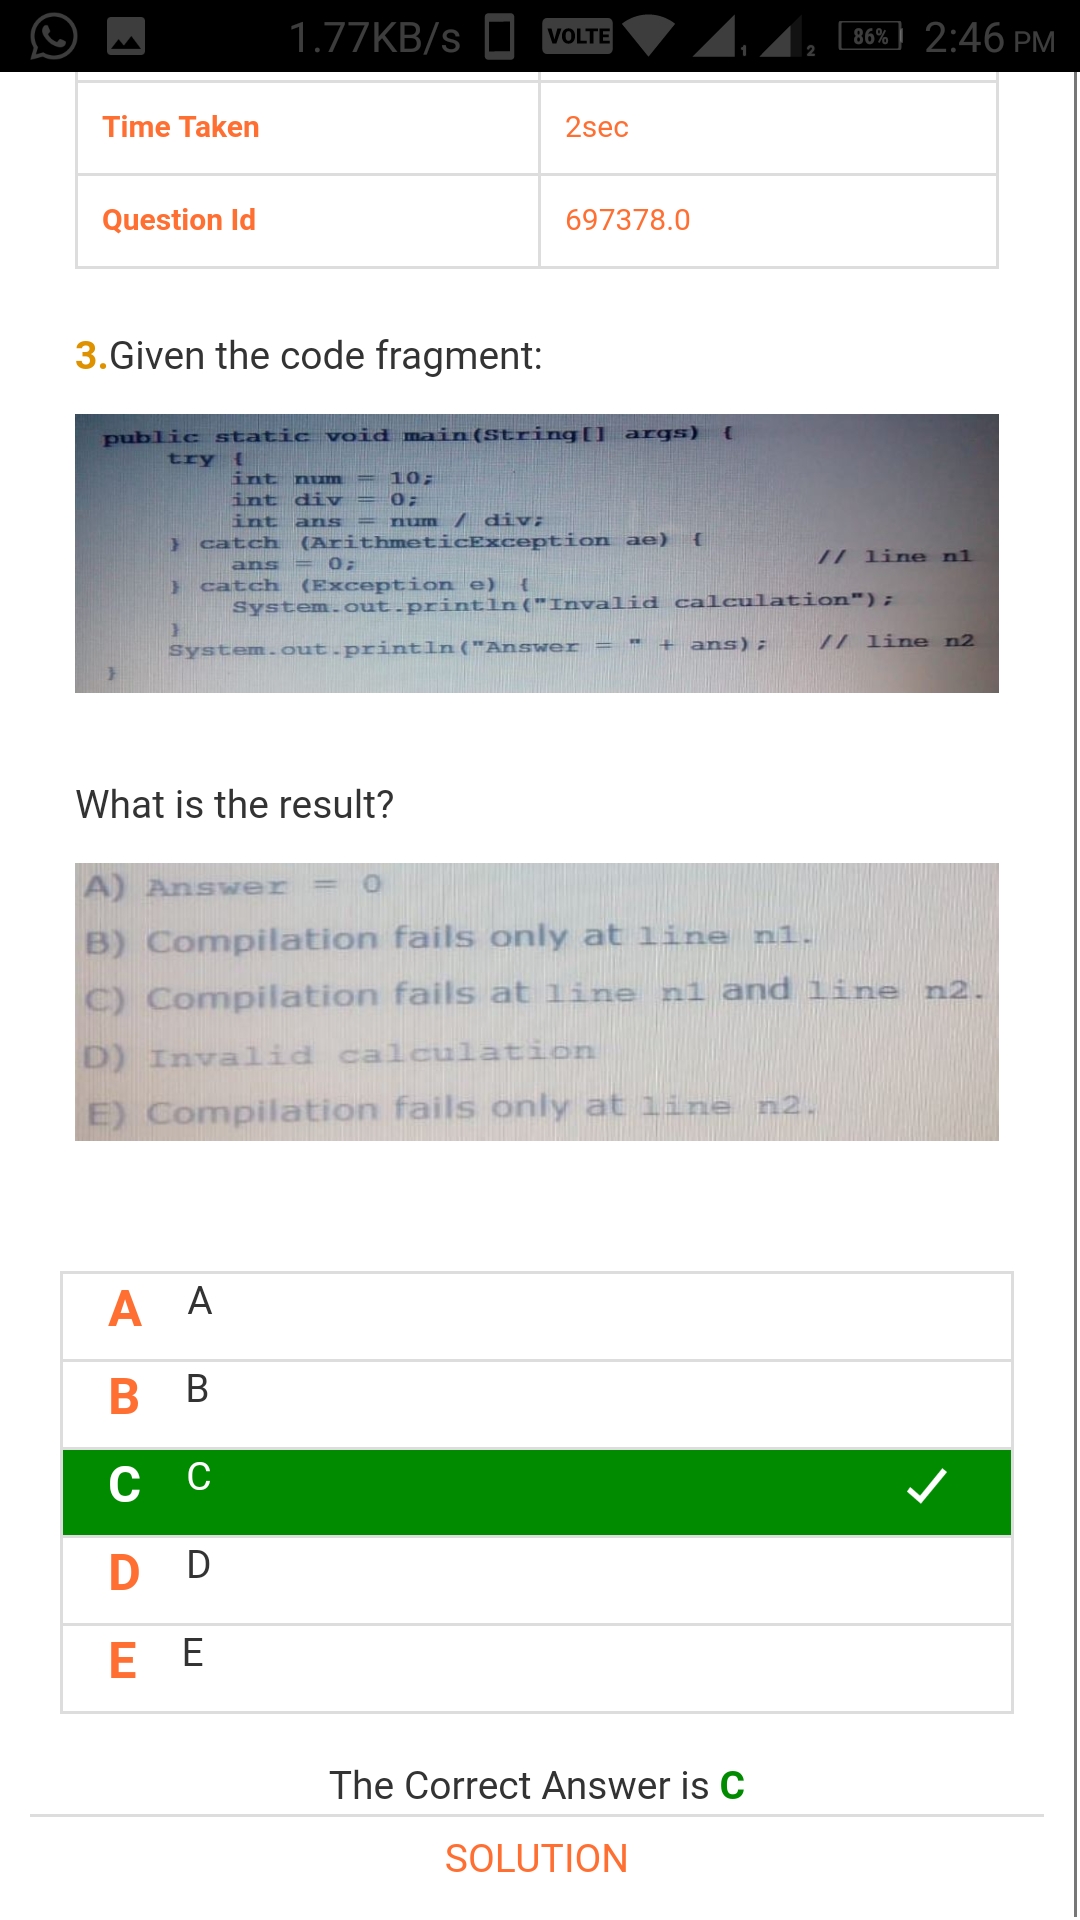 1.77KB/s VOLTE 1 2 86% 2:46 PM
Time Taken 2sec
Question Id 697378.0
3.Given the code fragment:
public static void main(String[] args) {
try {
int num = 10;
int div = 0;
int ans = num / div;
} catch (ArithmeticException ae) {
ans = 0; // line n1
} catch (Exception e) {
System.out.println("Invalid calculation");
}
System.out.println("Answer = " + ans); // line n2
}
What is the result?
A) Answer = 0
B) Compilation fails only at line n1.
C) Compilation fails at line n1 and line n2.
D) Invalid calculation
E) Compilation fails only at line n2.
A A
B B
C C
D D
E E
The Correct Answer is C
SOLUTION